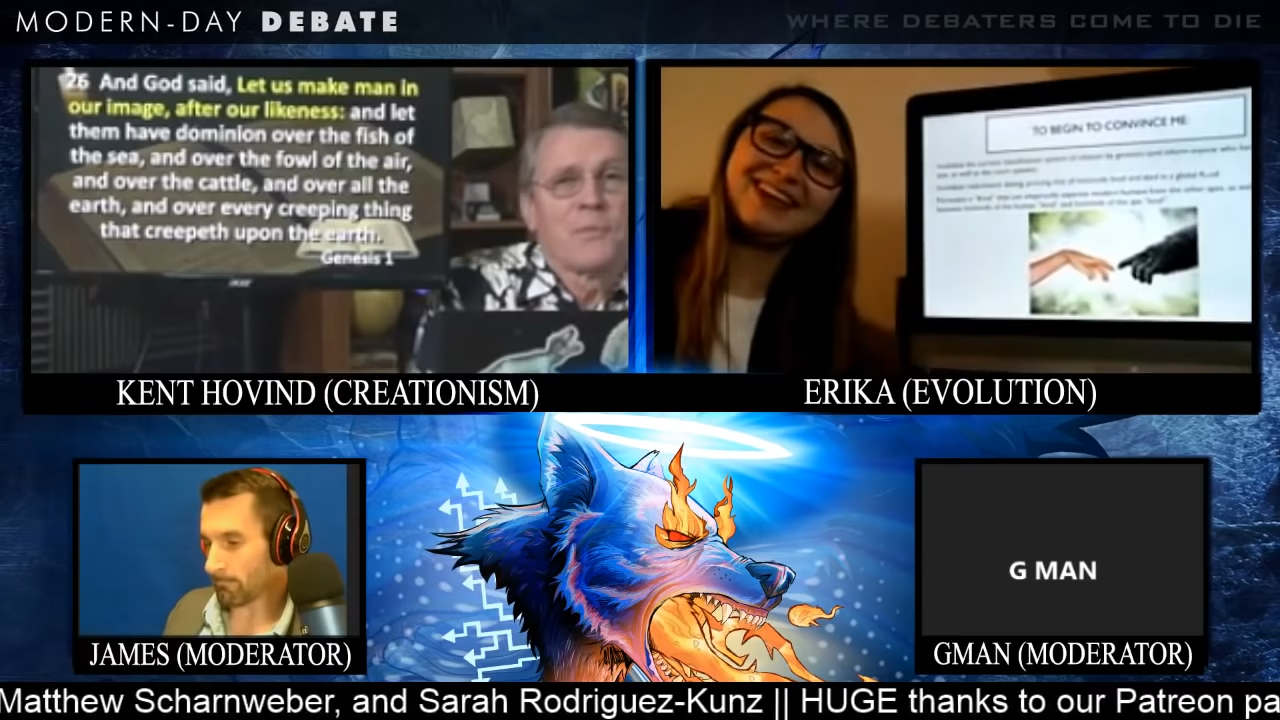 MODERN-DAY DEBATE
WHERE DEBATERS COME TO DIE
26 And God said, Let us make man in
our image, after our likeness: and let
them have dominion over the fish of
the sea, and over the fowl of the air,
and over the cattle, and over all the
earth, and over every creeping thing
that creepeth upon the earth.
Genesis 1
acer
TO BEGIN TO CONVINCE ME:
KENT HOVIND (CREATIONISM)
ERIKA (EVOLUTION)
G MAN
JAMES (MODERATOR)
GMAN (MODERATOR)
Matthew Scharnweber, and Sarah Rodriguez-Kunz || HUGE thanks to our Patreon pa